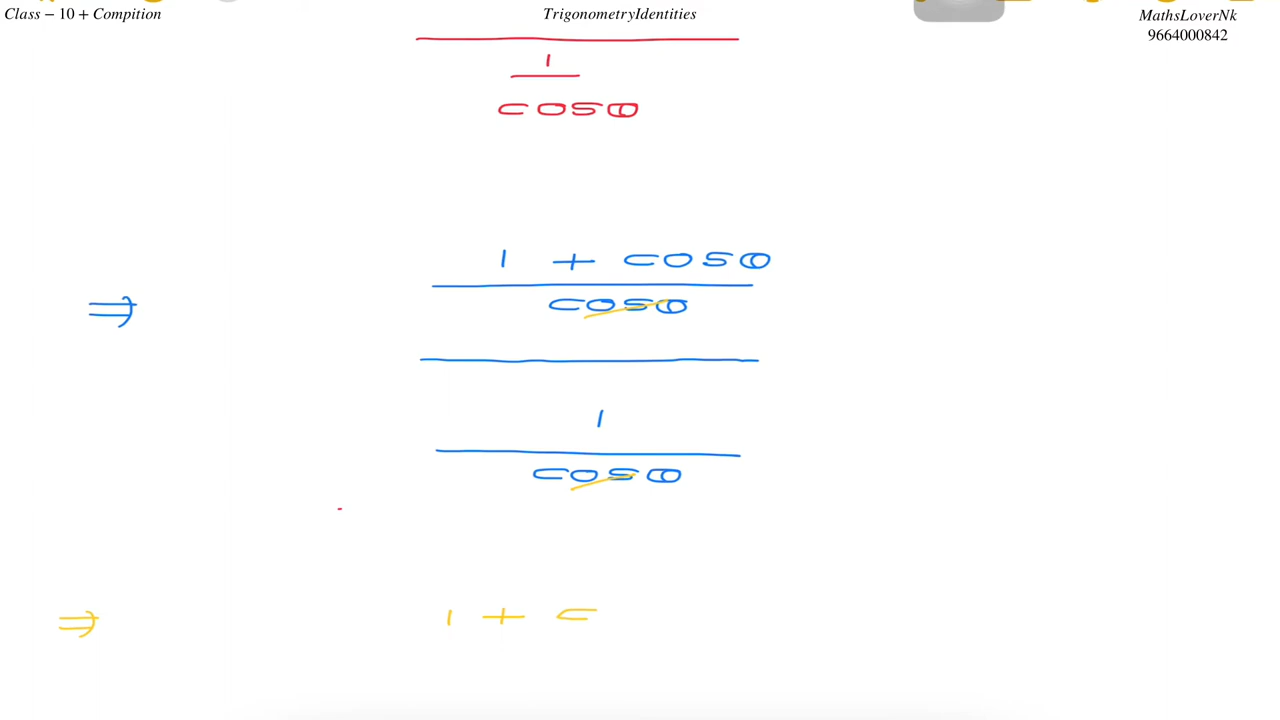 Class – 10 + Compition
TrigonometryIdentities
MathsLoverNk
9664000842
1
cosθ
1 + cosθ
cosθ
⇒
1
cosθ
⇒ 1 + c